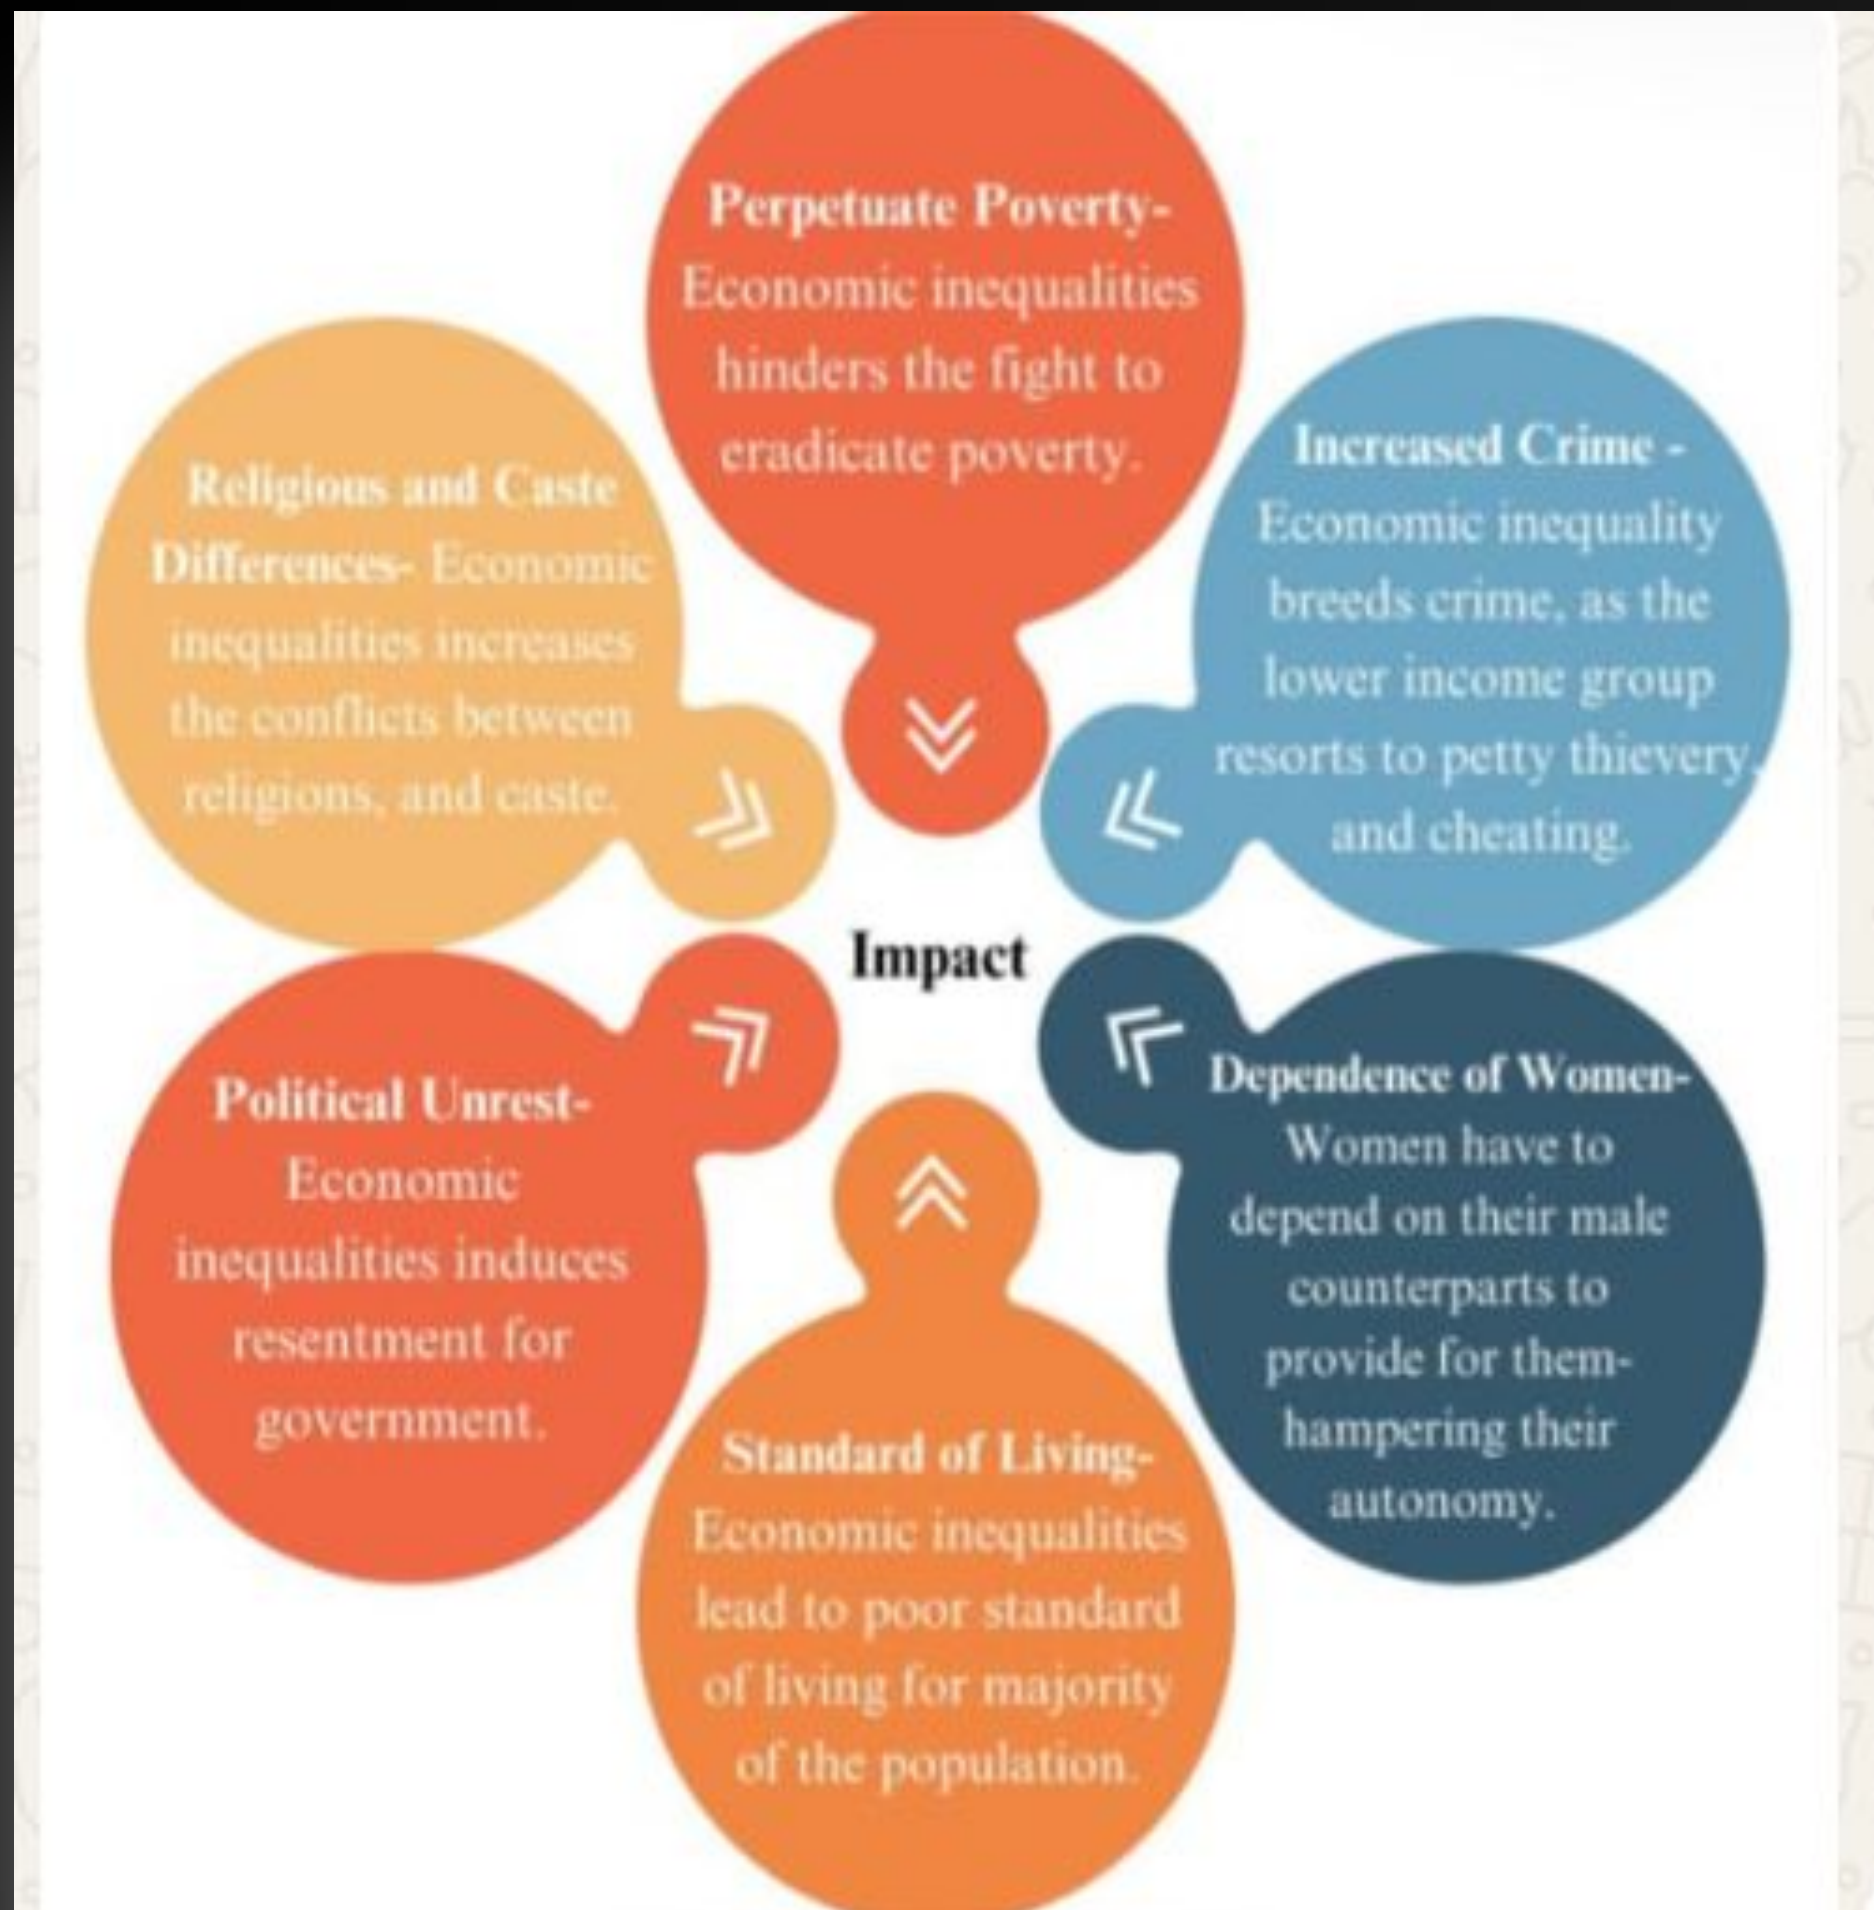 Perpetuate Poverty-
Economic inequalities
hinders the fight to
eradicate poverty.
Increased Crime -
Economic inequality
breeds crime, as the
lower income group
resorts to petty thievery,
and cheating.
Dependence of Women-
Women have to
depend on their male
counterparts to
provide for them-
hampering their
autonomy.
Standard of Living-
Economic inequalities
lead to poor standard
of living for majority
of the population.
Political Unrest-
Economic
inequalities induces
resentment for
government.
Religious and Caste
Differences- Economic
inequalities increases
the conflicts between
religions, and caste.
Impact